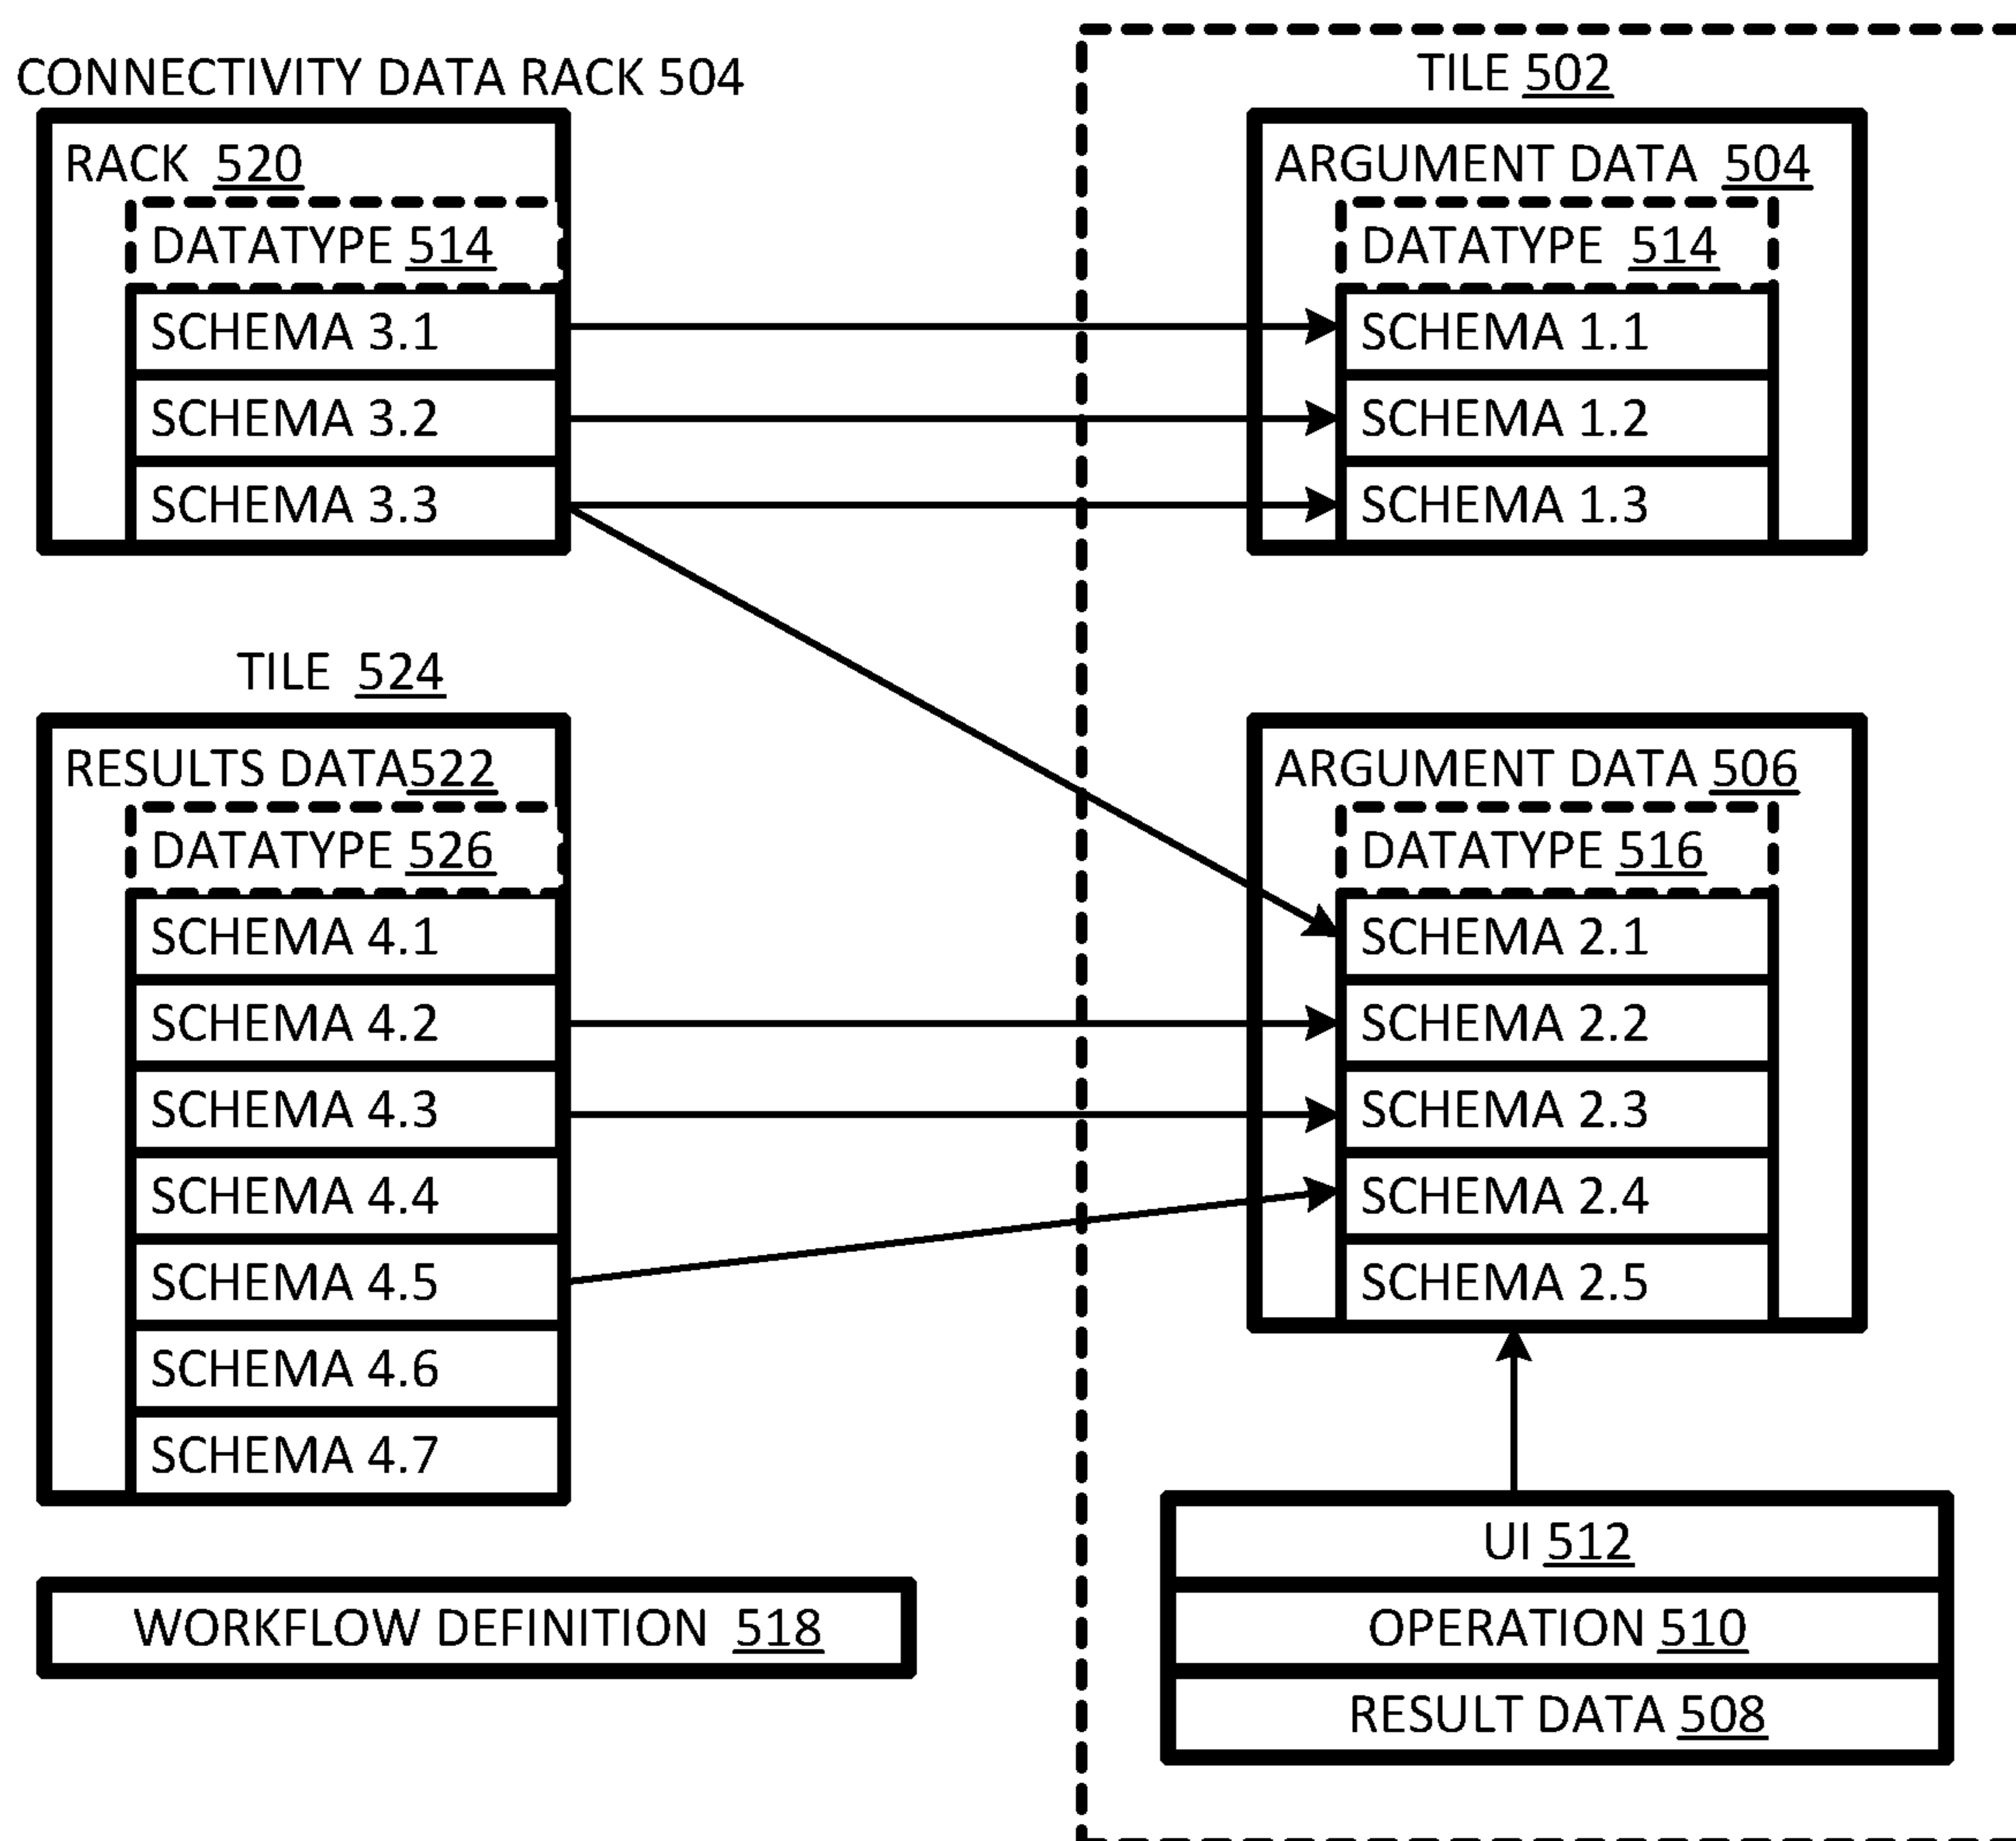 CONNECTIVITY DATA RACK 504
RACK 520
DATATYPE 514
SCHEMA 3.1
SCHEMA 3.2
SCHEMA 3.3
TILE 524
RESULTS DATA522
DATATYPE 526
SCHEMA 4.1
SCHEMA 4.2
SCHEMA 4.3
SCHEMA 4.4
SCHEMA 4.5
SCHEMA 4.6
SCHEMA 4.7
WORKFLOW DEFINITION 518
TILE 502
ARGUMENT DATA 504
DATATYPE 514
SCHEMA 1.1
SCHEMA 1.2
SCHEMA 1.3
ARGUMENT DATA 506
DATATYPE 516
SCHEMA 2.1
SCHEMA 2.2
SCHEMA 2.3
SCHEMA 2.4
SCHEMA 2.5
UI 512
OPERATION 510
RESULT DATA 508